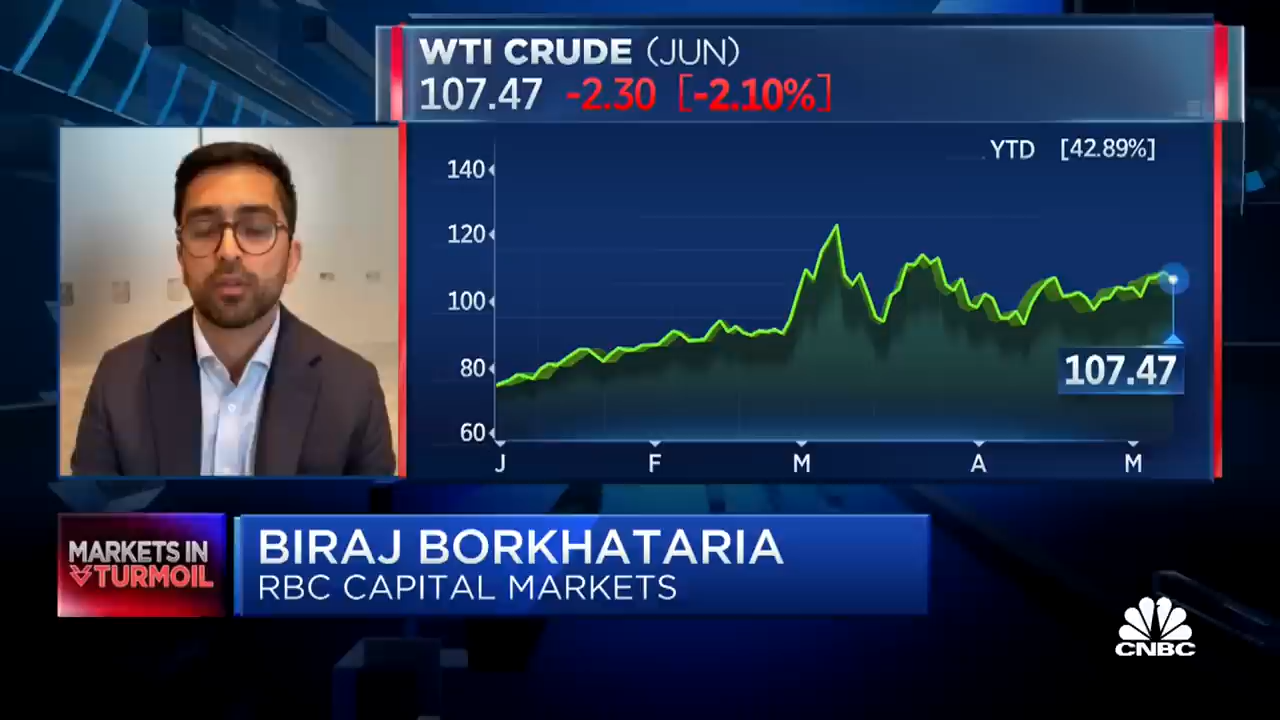 WTI CRUDE (JUN)
107.47 -2.30 [-2.10%]
YTD [42.89%]
140
120
100
80
60
107.47
J F M A M
MARKETS IN
TURMOIL
BIRAJ BORKHATARIA
RBC CAPITAL MARKETS
CNBC